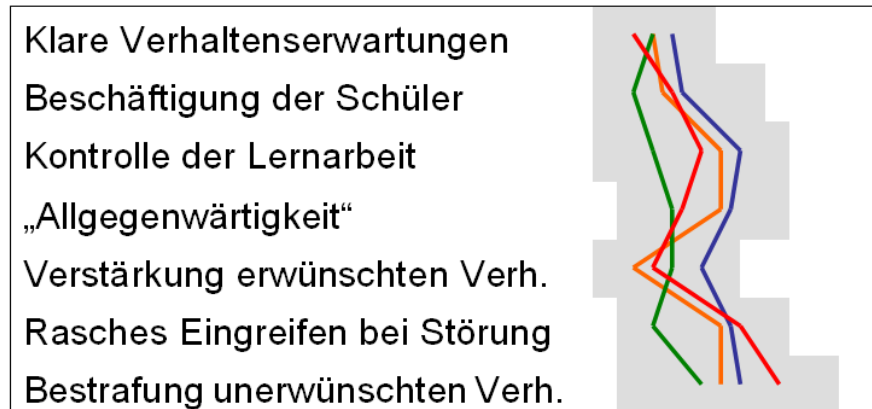 Klare Verhaltenserwartungen
Beschäftigung der Schüler
Kontrolle der Lernarbeit
„Allgegenwärtigkeit“
Verstärkung erwünschten Verh.
Rasches Eingreifen bei Störung
Bestrafung unerwünschten Verh.